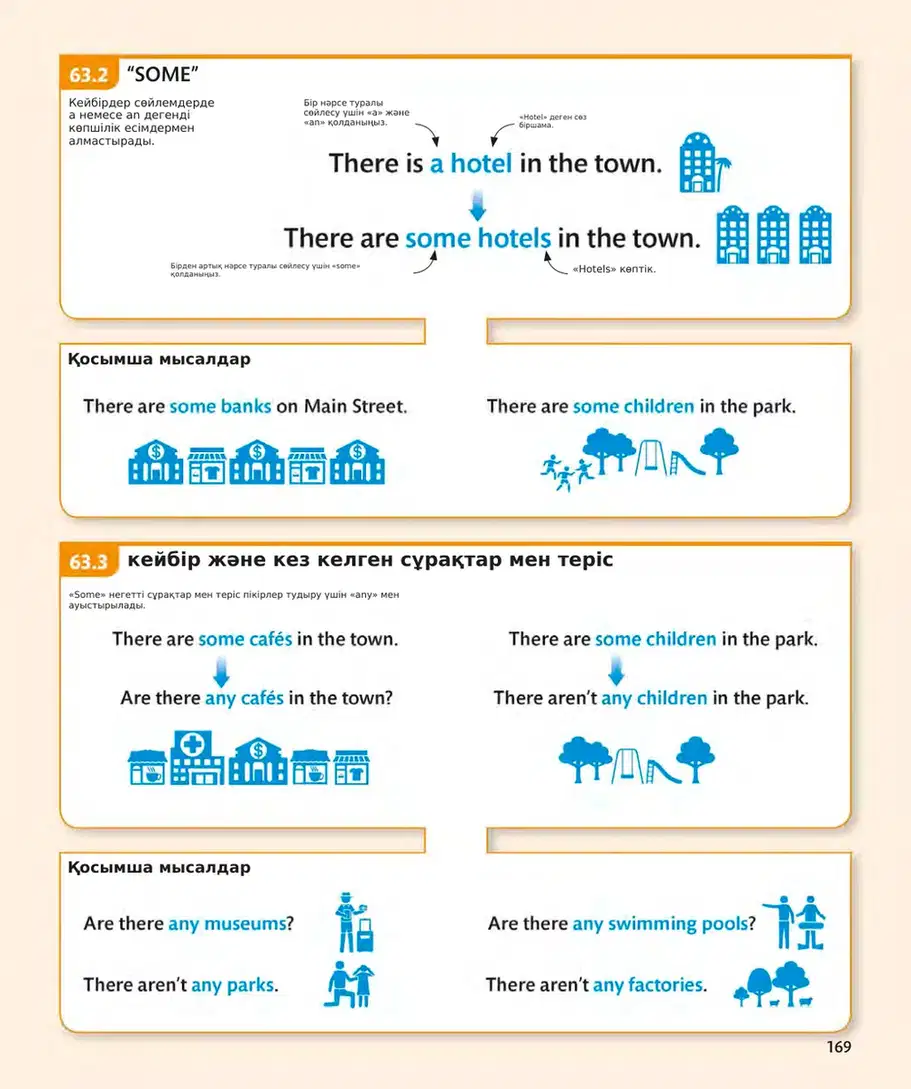 63.2 “SOME”
Кейбірдер сөйлемдерде
a немесе an дегенді
көпшілік есімдермен
алмастырады.
Бір нәрсе туралы
сөйлесу үшін «a» және
«an» қолданыңыз.
«Hotel» деген сөз
біршама.
There is a hotel in the town.
There are some hotels in the town.
Бірден артық нәрсе туралы сөйлесу үшін «some»
қолданыңыз.
«Hotels» көптік.
Қосымша мысалдар
There are some banks on Main Street.
There are some children in the park.
63.3 кейбір және кез келген сұрақтар мен теріс
«Some» негетті сұрақтар мен теріс пікірлер тудыру үшін «any» мен
ауыстырылады.
There are some cafés in the town.
Are there any cafés in the town?
There are some children in the park.
There aren’t any children in the park.
Қосымша мысалдар
Are there any museums?
Are there any swimming pools?
There aren’t any parks.
There aren’t any factories.
169